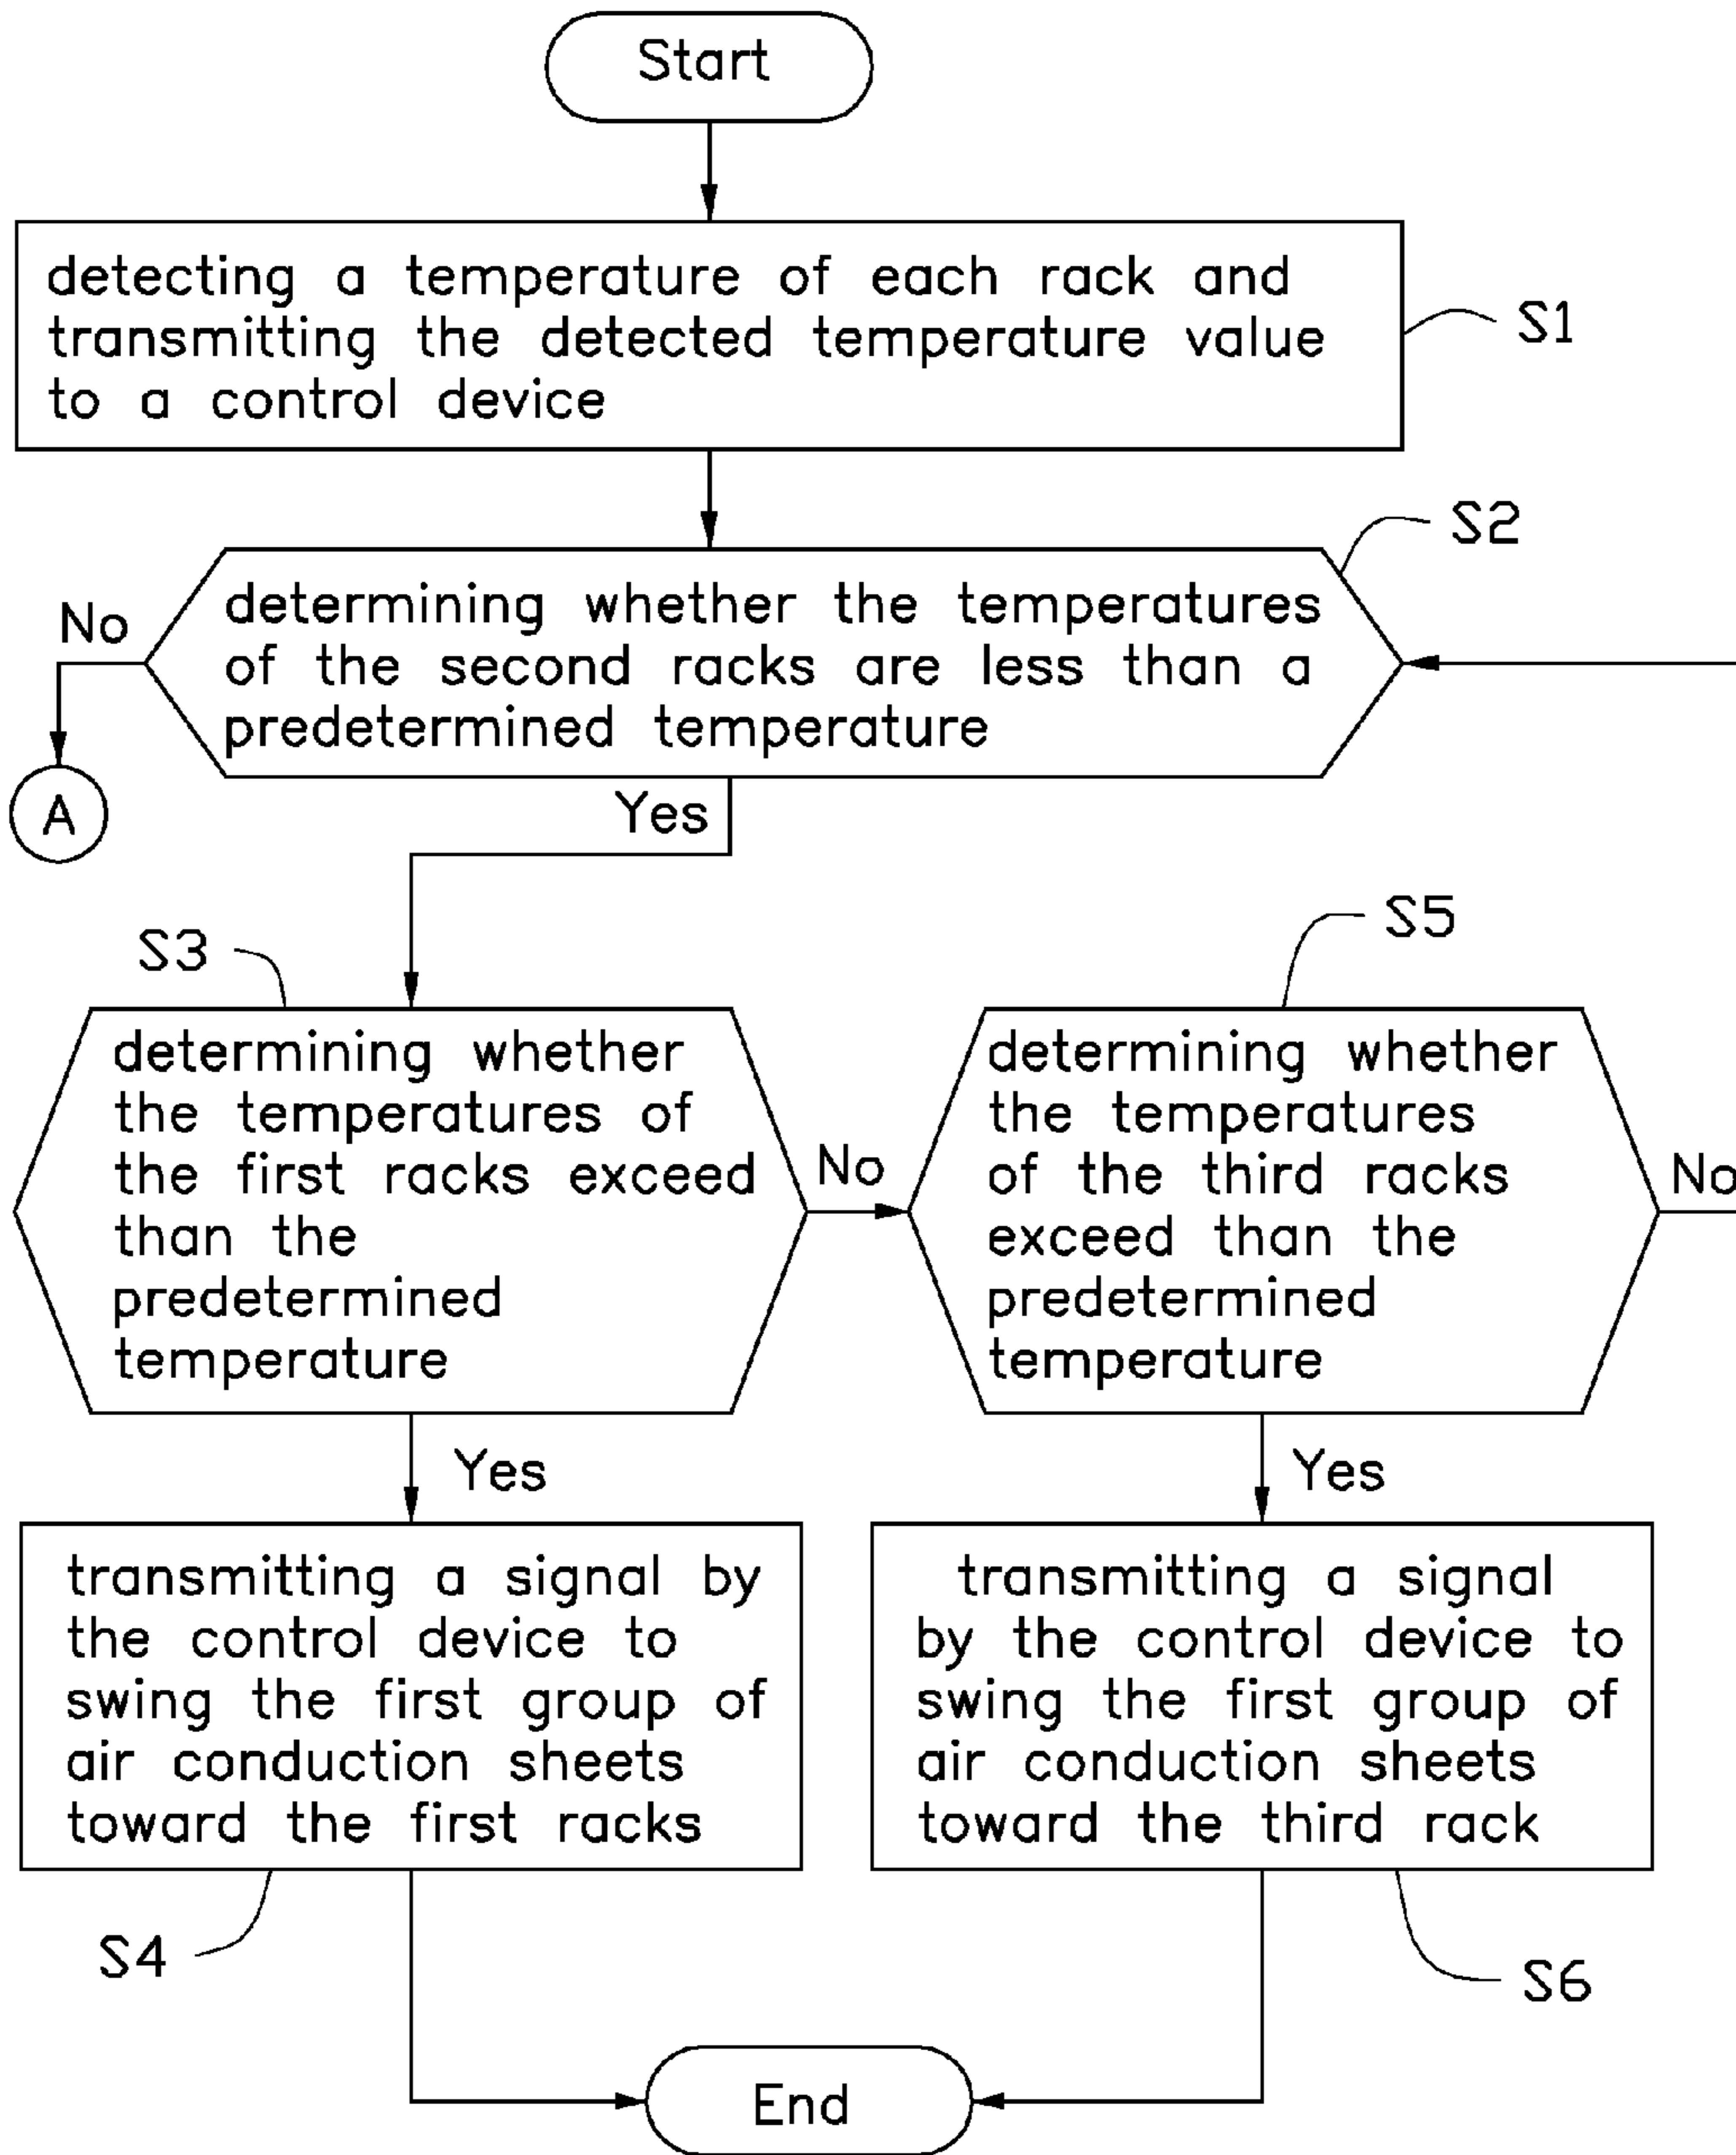 Start
detecting a temperature of each rack and
transmitting the detected temperature value
to a control device
S1
S2
No
determining whether the temperatures
of the second racks are less than a
predetermined temperature
A
Yes
S3
determining whether
the temperatures of
the first racks exceed
than the
predetermined
temperature
No
S5
determining whether
the temperatures
of the third racks
exceed than the
predetermined
temperature
No
Yes
transmitting a signal by
the control device to
swing the first group of
air conduction sheets
toward the first racks
S4
Yes
transmitting a signal
by the control device to
swing the first group of
air conduction sheets
toward the third rack
S6
End